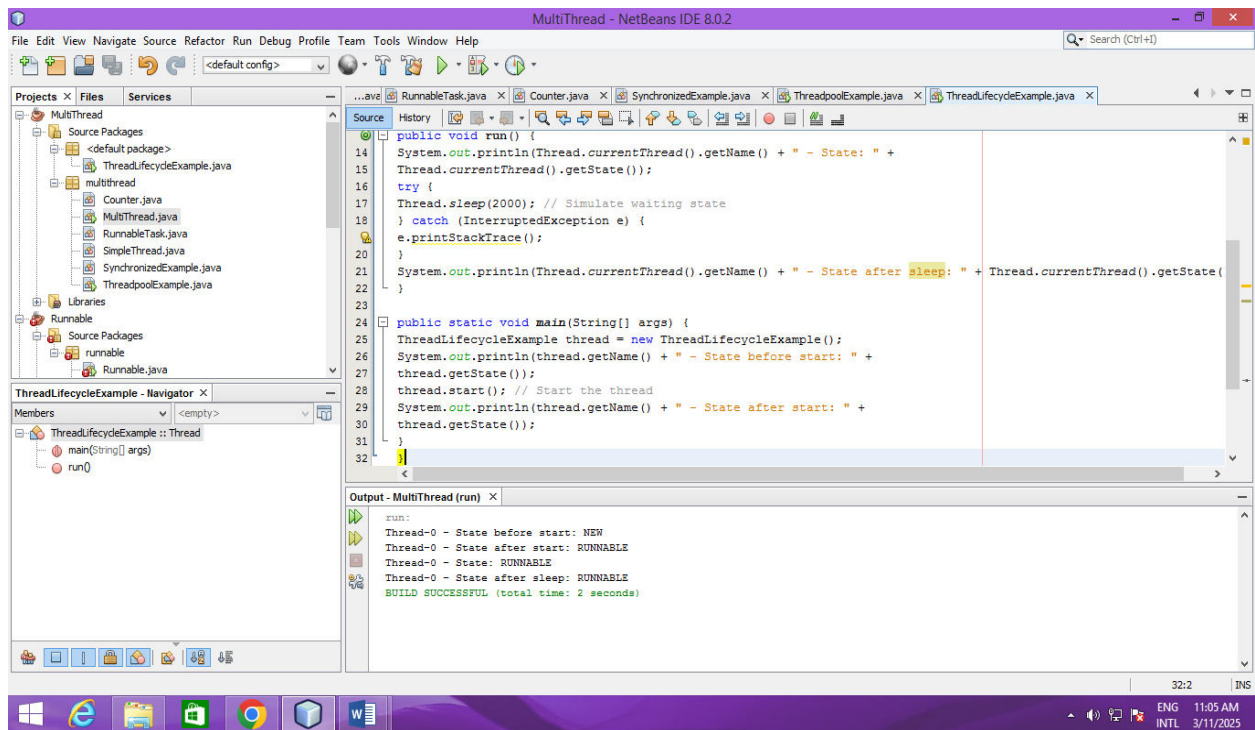 MultiThread - NetBeans IDE 8.0.2
File Edit View Navigate Source Refactor Run Debug Profile Team Tools Window Help
Search (Ctrl+I)
<default config>
Projects Files Services
MultiThread
Source Packages
<default package>
ThreadLifecycleExample.java
multithread
Counter.java
MultiThread.java
RunnableTask.java
SimpleThread.java
SynchronizedExample.java
ThreadpoolExample.java
Libraries
Runnable
Source Packages
runnable
Runnable.java
ThreadLifecycleExample - Navigator
Members <empty>
ThreadLifecycleExample :: Thread
main(String[] args)
run()
...ava RunnableTask.java Counter.java SynchronizedExample.java ThreadpoolExample.java ThreadLifecycleExample.java
Source History
public void run() {
14 System.out.println(Thread.currentThread().getName() + " - State: " +
15 Thread.currentThread().getState());
16 try {
17 Thread.sleep(2000); // Simulate waiting state
18 } catch (InterruptedException e) {
e.printStackTrace();
20 }
21 System.out.println(Thread.currentThread().getName() + " - State after sleep: " + Thread.currentThread().getState(
22 }
23
24 public static void main(String[] args) {
25 ThreadLifecycleExample thread = new ThreadLifecycleExample();
26 System.out.println(thread.getName() + " - State before start: " +
27 thread.getState());
28 thread.start(); // Start the thread
29 System.out.println(thread.getName() + " - State after start: " +
30 thread.getState());
31 }
32 }
Output - MultiThread (run)
run:
Thread-0 - State before start: NEW
Thread-0 - State after start: RUNNABLE
Thread-0 - State: RUNNABLE
Thread-0 - State after sleep: RUNNABLE
BUILD SUCCESSFUL (total time: 2 seconds)
32:2 INS
ENG 11:05 AM
INTL 3/11/2025